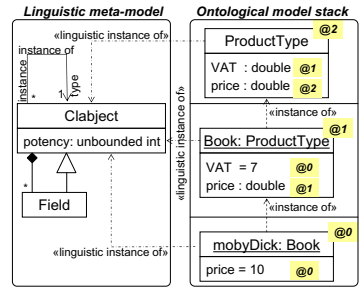 Linguistic meta-model
instance of
instance of
type
*
1
Clabject
potency: unbounded int
*
Field
«linguistic instance of»
«linguistic instance of»
«linguistic instance of»
Ontological model stack
@2
ProductType
VAT : double @1
price : double @2
«instance of»
@1
Book: ProductType
VAT = 7 @0
price : double @1
«instance of»
@0
mobyDick: Book
price = 10 @0